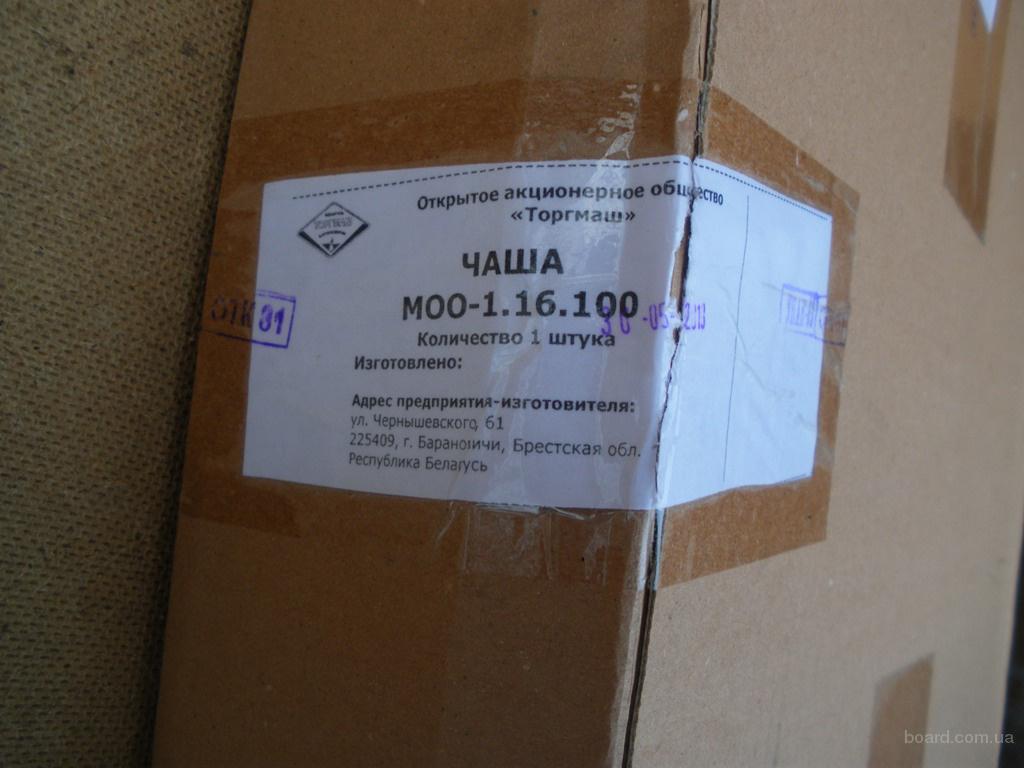 Открытое акционерное общество
«Торгмаш»
ТОРГМАШ
ЧАША
МОО-1.16.100
Количество 1 штука
Изготовлено:
ОТК 31
Адрес предприятия-изготовителя:
ул. Чернышевского, 61
225409, г. Барановичи, Брестская обл.
Республика Беларусь
board.com.ua